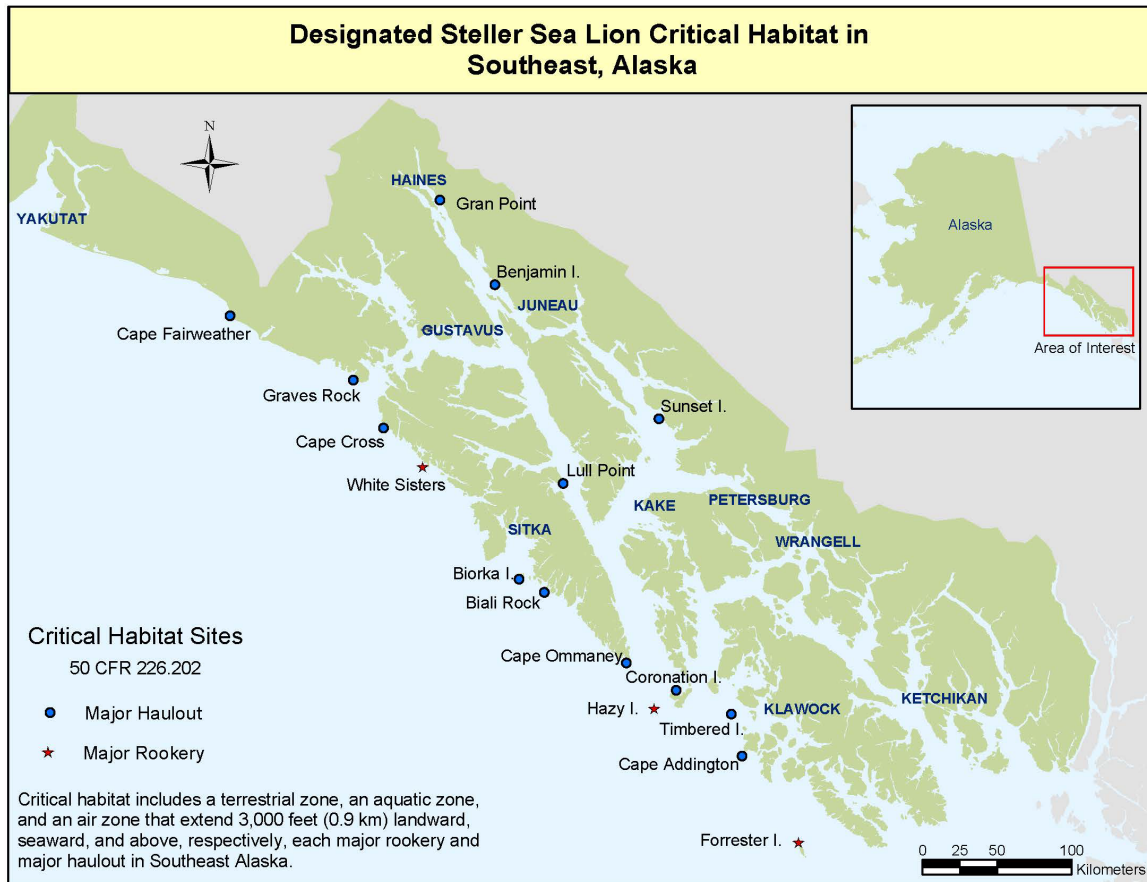 Designated Steller Sea Lion Critical Habitat in
Southeast, Alaska
N
YAKUTAT
HAINES
Gran Point
Alaska
Area of Interest
Benjamin I.
JUNEAU
GUSTAVUS
Cape Fairweather
Graves Rock
Cape Cross
Sunset I.
White Sisters
Lull Point
KAKE
PETERSBURG
SITKA
WRANGELL
Biorka I.
Biali Rock
Cape Ommaney
Coronation I.
Hazy I.
KLAWOCK
KETCHIKAN
Timbered I.
Cape Addington
Forrester I.
Critical Habitat Sites
50 CFR 226.202
Major Haulout
Major Rookery
Critical habitat includes a terrestrial zone, an aquatic zone,
and an air zone that extend 3,000 feet (0.9 km) landward,
seaward, and above, respectively, each major rookery and
major haulout in Southeast Alaska.
0 25 50 100
Kilometers